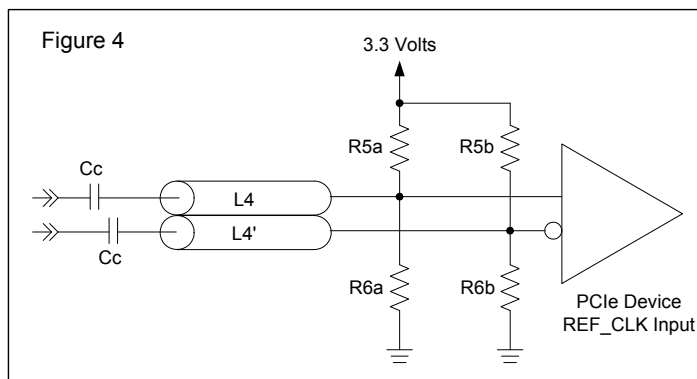 Figure 4
3.3 Volts
R5a
R5b
Cc
L4
L4'
Cc
R6a
R6b
PCIe Device
REF_CLK Input